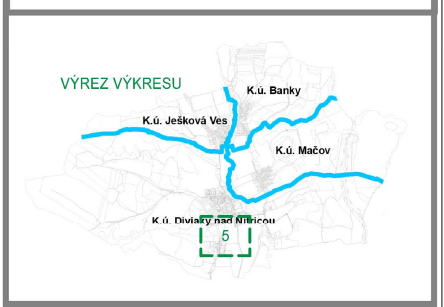 VÝREZ VÝKRESU
K.ú. Banky
K.ú. Ješková Ves
K.ú. Mačov
K.ú. Diviaky nad Nitricou
5